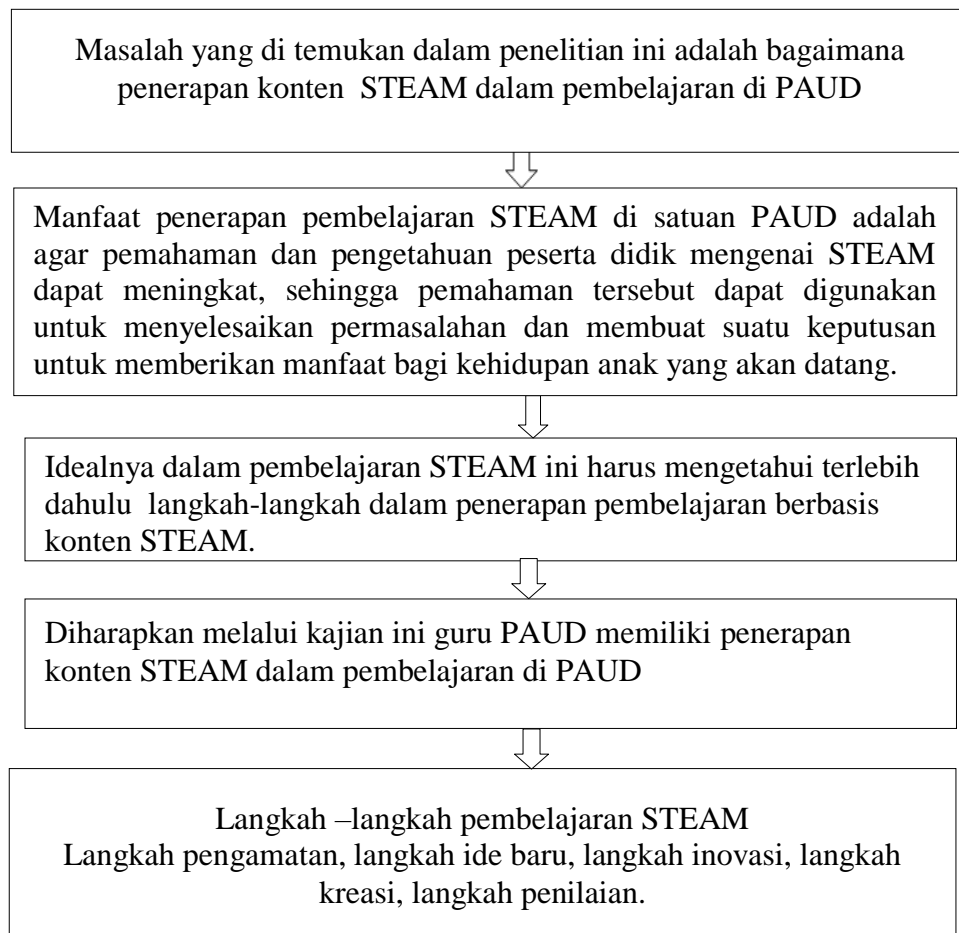 Masalah yang di temukan dalam penelitian ini adalah bagaimana
penerapan konten STEAM dalam pembelajaran di PAUD
Manfaat penerapan pembelajaran STEAM di satuan PAUD adalah
agar pemahaman dan pengetahuan peserta didik mengenai STEAM
dapat meningkat, sehingga pemahaman tersebut dapat digunakan
untuk menyelesaikan permasalahan dan membuat suatu keputusan
untuk memberikan manfaat bagi kehidupan anak yang akan datang.
Idealnya dalam pembelajaran STEAM ini harus mengetahui terlebih
dahulu langkah-langkah dalam penerapan pembelajaran berbasis
konten STEAM.
Diharapkan melalui kajian ini guru PAUD memiliki penerapan
konten STEAM dalam pembelajaran di PAUD
Langkah –langkah pembelajaran STEAM
Langkah pengamatan, langkah ide baru, langkah inovasi, langkah
kreasi, langkah penilaian.